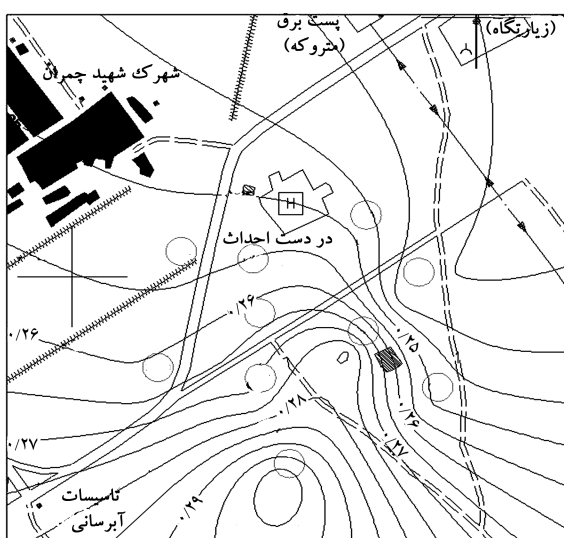 پست برق
(متروکه)
(زیارتگاه)
شهرک شهید چمران
H
در دست احداث
۰/۲۶
۰/۲۶
۰/۲۵
۰/۲۸
۰/۲۶
۰/۲۷
۰/۲۷
۰/۲۹
تاسیسات
آبرسانی